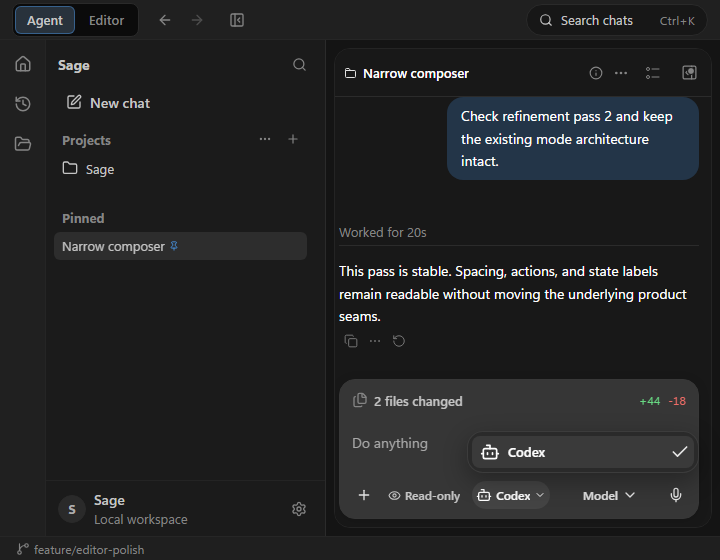 Agent
Editor
Search chats
Ctrl+K
Sage
New chat
Projects
Sage
Pinned
Narrow composer
S
Sage
Local workspace
Narrow composer
Check refinement pass 2 and keep
the existing mode architecture
intact.
Worked for 20s
This pass is stable. Spacing, actions, and state labels
remain readable without moving the underlying product
seams.
2 files changed
+44 -18
Do anything
Codex
Read-only
Codex
Model
feature/editor-polish